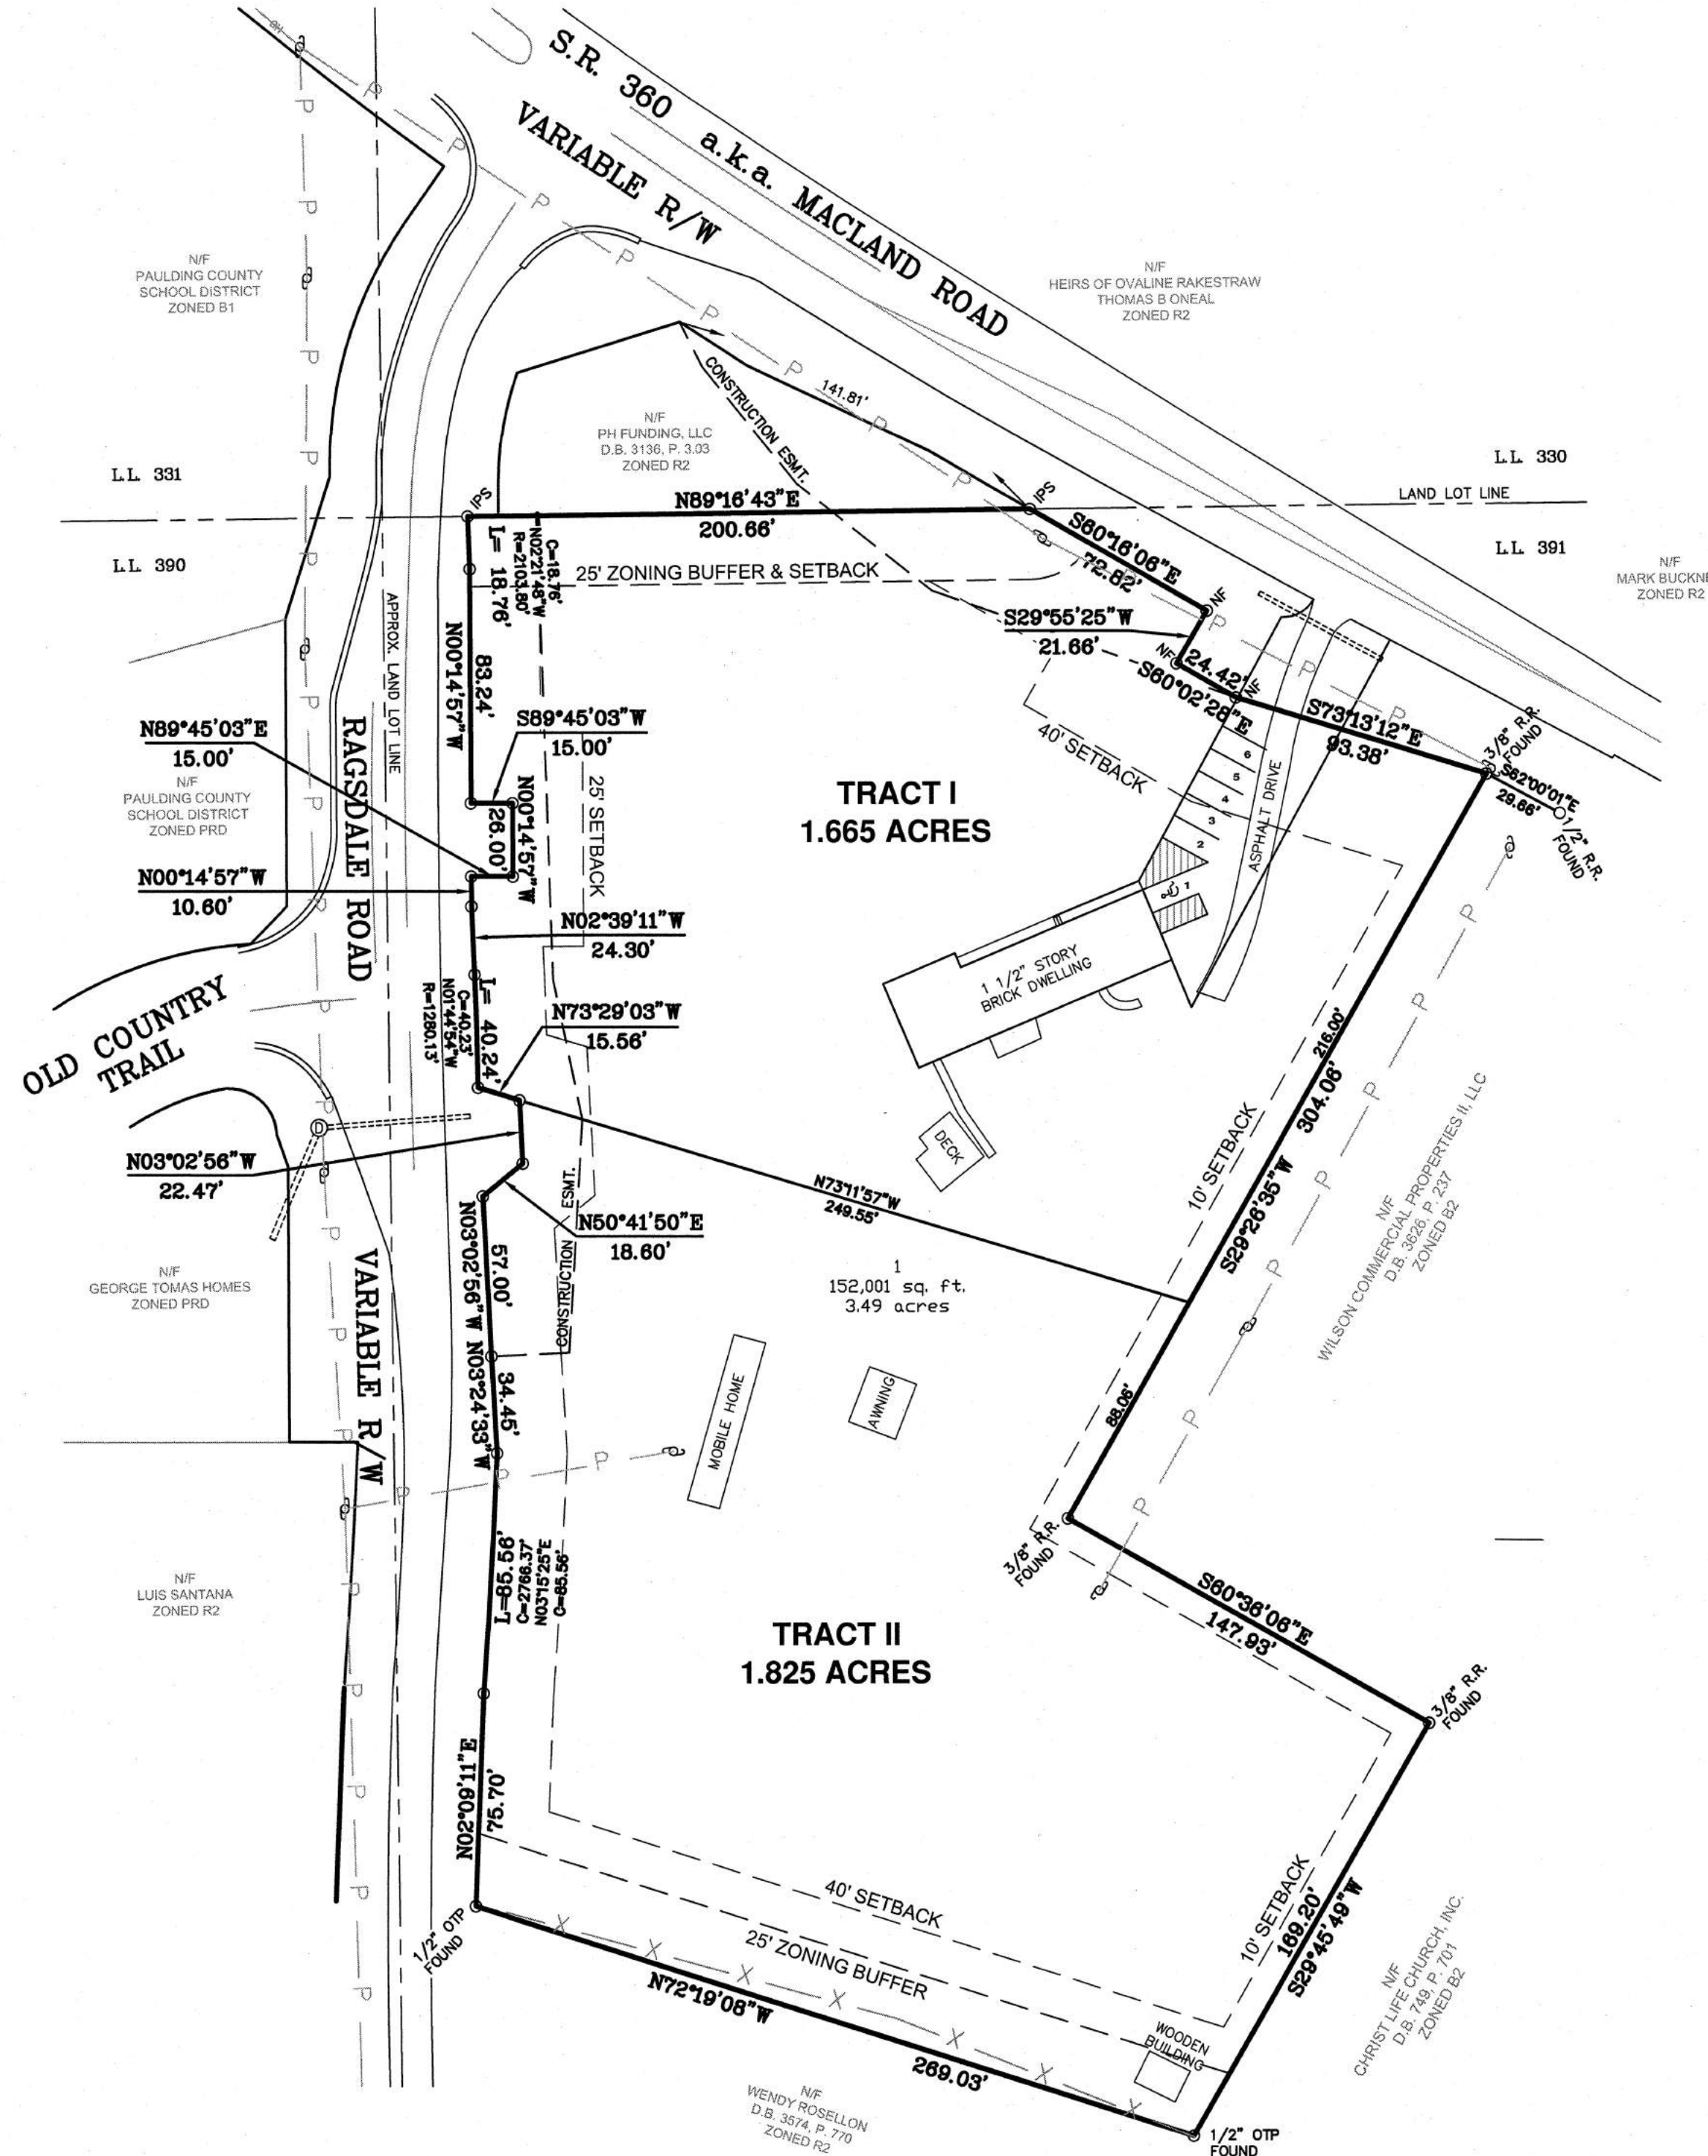 S.R. 360 a.k.a. MACLAND ROAD
VARIABLE R/W
N/F
PAULDING COUNTY
SCHOOL DISTRICT
ZONED B1
N/F
HEIRS OF OVALINE RAKESTRAW
THOMAS B ONEAL
ZONED R2
CONSTRUCTION ESMT.
141.81'
N/F
PH FUNDING, LLC
D.B. 3136, P. 3.03
ZONED R2
L.L. 331
L.L. 330
LAND LOT LINE
IPS
N89°16'43"E
200.66'
IPS
L.L. 390
L.L. 391
N/F
MARK BUCKNE
ZONED R2
S60°16'06"E
72.82'
C=18.76'
N02°21'48"W
R=2103.80'
L= 18.76'
25' ZONING BUFFER & SETBACK
NF
S29°55'25"W
21.66'
NF
24.42'
S60°02'28"E
NF
APPROX. LAND LOT LINE
N00°14'57"W
83.24'
40' SETBACK
S73°13'12"E
93.38'
3/8" R.R.
FOUND
S62°00'01"E
29.66'
1/2" R.R.
FOUND
N89°45'03"E
15.00'
S89°45'03"W
15.00'
N/F
PAULDING COUNTY
SCHOOL DISTRICT
ZONED PRD
RAGSDALE ROAD
N00°14'57"W
26.00'
25' SETBACK
TRACT I
1.665 ACRES
6
5
4
3
2
1
ASPHALT DRIVE
N00°14'57"W
10.60'
N02°39'11"W
24.30'
1 1/2" STORY
BRICK DWELLING
OLD COUNTRY
TRAIL
L= 40.24'
C=40.23'
N01°44'54"W
R=1280.13'
N73°29'03"W
15.56'
216.00'
304.06'
S29°26'35"W
10' SETBACK
D
DECK
N03°02'56"W
22.47'
N73°11'57"W
249.55'
N50°41'50"E
18.60'
CONSTRUCTION ESMT.
N/F
WILSON COMMERCIAL PROPERTIES II, LLC
D.B. 3626, P. 237
ZONED B2
N/F
GEORGE TOMAS HOMES
ZONED PRD
VARIABLE R/W
N03°02'56"W
57.00'
1
152,001 sq. ft.
3.49 acres
N03°24'33"W
34.45'
MOBILE HOME
AWNING
88.06'
3/8" R.R.
FOUND
L=85.56'
C=2766.37'
N03°15'25"E
C=85.56'
N/F
LUIS SANTANA
ZONED R2
S60°36'06"E
147.93'
TRACT II
1.825 ACRES
3/8" R.R.
FOUND
N02°09'11"E
75.70'
40' SETBACK
25' ZONING BUFFER
10' SETBACK
169.20'
S29°45'49"W
1/2" OTP
FOUND
N72°19'08"W
269.03'
WOODEN
BUILDING
N/F
CHRIST LIFE CHURCH, INC.
D.B. 749, P. 701
ZONED B2
N/F
WENDY ROSELLON
D.B. 3574, P. 770
ZONED R2
1/2" OTP
FOUND